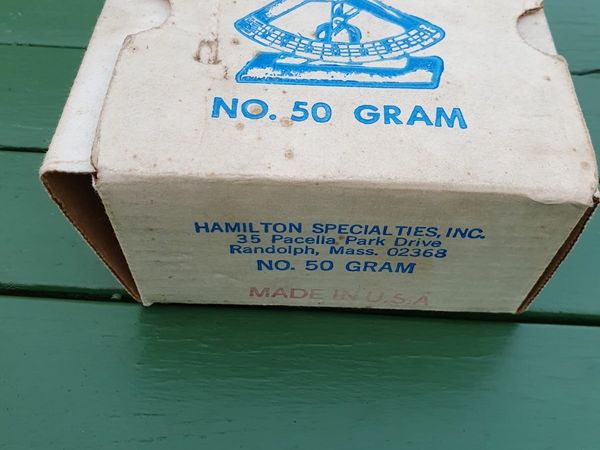 NO. 50 GRAM
HAMILTON SPECIALTIES, INC.
35 Pacella Park Drive
Randolph, Mass. 02368
NO. 50 GRAM
MADE IN U.S.A